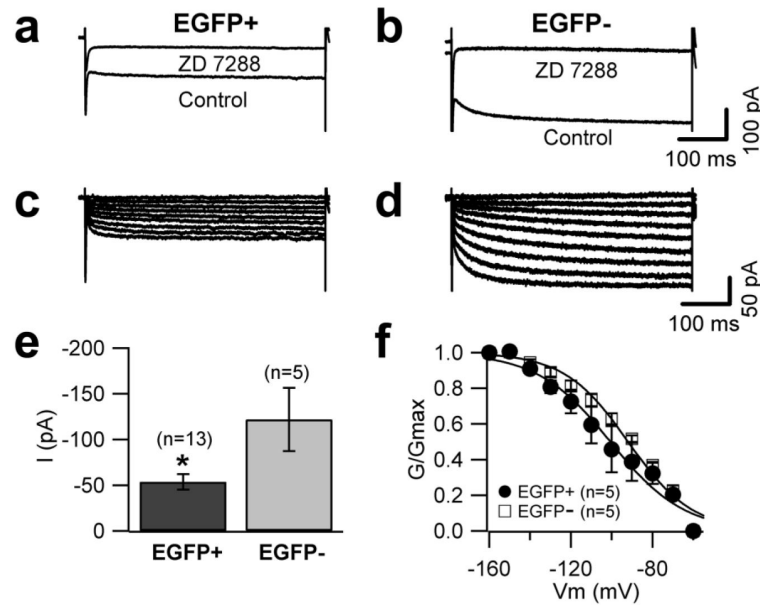 a EGFP+ b EGFP-
ZD 7288 ZD 7288
Control Control
100 pA
100 ms
c d
50 pA
100 ms
e f
I (pA)
-200
-150
-100
-50
0
(n=13)
*
(n=5)
EGFP+ EGFP-
G/Gmax
1.0
0.8
0.6
0.4
0.2
0.0
EGFP+ (n=5)
EGFP- (n=5)
-160 -120 -80
Vm (mV)